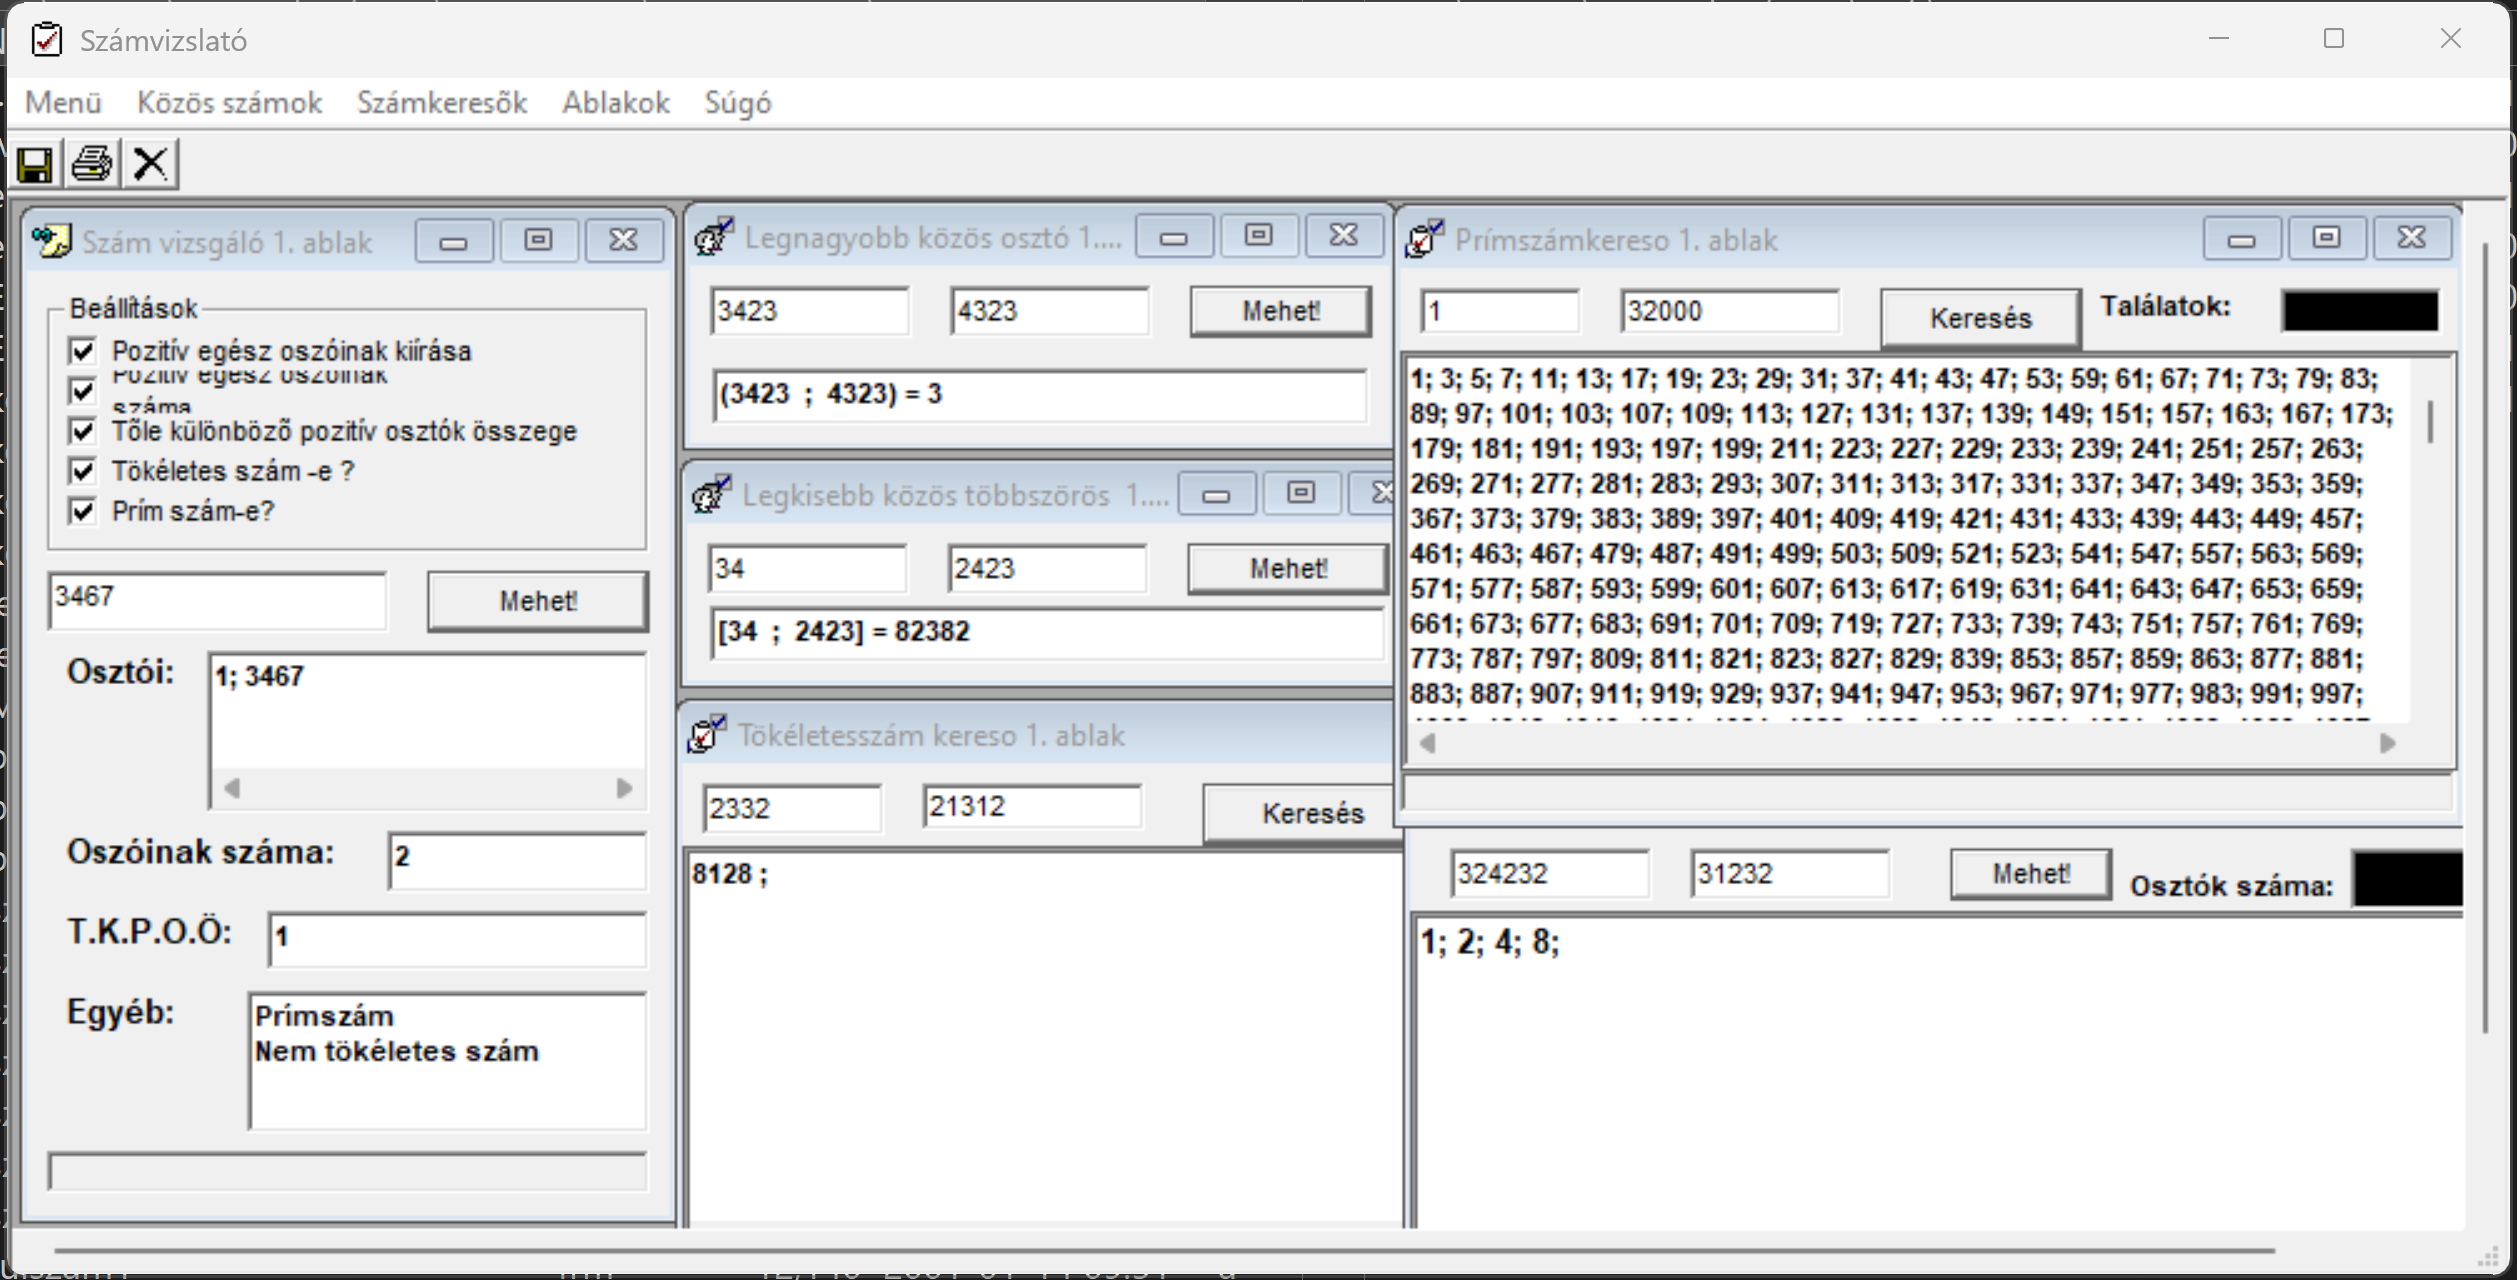 Számvizslató
Menü Közös számok Számkeresõk Ablakok Súgó
Szám vizsgáló 1. ablak
Beállítások
Pozitív egész oszóinak kiírása
Pozitív egész oszóinak
száma
Tõle különbözõ pozitív osztók összege
Tökéletes szám -e ?
Prím szám-e?
3467 Mehet!
Osztói: 1; 3467
Oszóinak száma: 2
T.K.P.O.Ö: 1
Egyéb: Prímszám
Nem tökéletes szám
Legnagyobb közös osztó 1....
3423 4323 Mehet!
(3423 ; 4323) = 3
Legkisebb közös többszörös 1....
34 2423 Mehet!
[34 ; 2423] = 82382
Tökéletesszám kereso 1. ablak
2332 21312 Keresés
8128 ;
Prímszámkereso 1. ablak
1 32000 Keresés Találatok:
1; 3; 5; 7; 11; 13; 17; 19; 23; 29; 31; 37; 41; 43; 47; 53; 59; 61; 67; 71; 73; 79; 83;
89; 97; 101; 103; 107; 109; 113; 127; 131; 137; 139; 149; 151; 157; 163; 167; 173;
179; 181; 191; 193; 197; 199; 211; 223; 227; 229; 233; 239; 241; 251; 257; 263;
269; 271; 277; 281; 283; 293; 307; 311; 313; 317; 331; 337; 347; 349; 353; 359;
367; 373; 379; 383; 389; 397; 401; 409; 419; 421; 431; 433; 439; 443; 449; 457;
461; 463; 467; 479; 487; 491; 499; 503; 509; 521; 523; 541; 547; 557; 563; 569;
571; 577; 587; 593; 599; 601; 607; 613; 617; 619; 631; 641; 643; 647; 653; 659;
661; 673; 677; 683; 691; 701; 709; 719; 727; 733; 739; 743; 751; 757; 761; 769;
773; 787; 797; 809; 811; 821; 823; 827; 829; 839; 853; 857; 859; 863; 877; 881;
883; 887; 907; 911; 919; 929; 937; 941; 947; 953; 967; 971; 977; 983; 991; 997;
324232 31232 Mehet! Osztók száma:
1; 2; 4; 8;